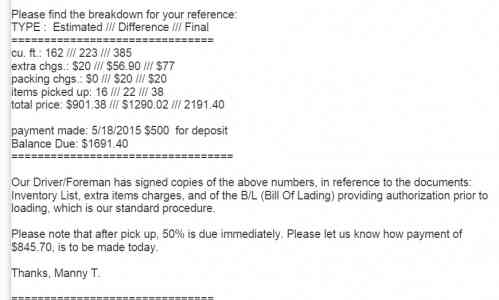 Please find the breakdown for your reference:
TYPE : Estimated /// Difference /// Final
===============================
cu. ft.: 162 /// 223 /// 385
extra chgs.: $20 /// $56.90 /// $77
packing chgs.: $0 /// $20 /// $20
items picked up: 16 /// 22 /// 38
total price: $901.38 /// $1290.02 /// 2191.40
payment made: 5/18/2015 $500 for deposit
Balance Due: $1691.40
==================================
Our Driver/Foreman has signed copies of the above numbers, in reference to the documents:
Inventory List, extra items charges, and of the B/L (Bill Of Lading) providing authorization prior to
loading, which is our standard procedure.
Please note that after pick up, 50% is due immediately. Please let us know how payment of
$845.70, is to be made today.
Thanks, Manny T.
===============================